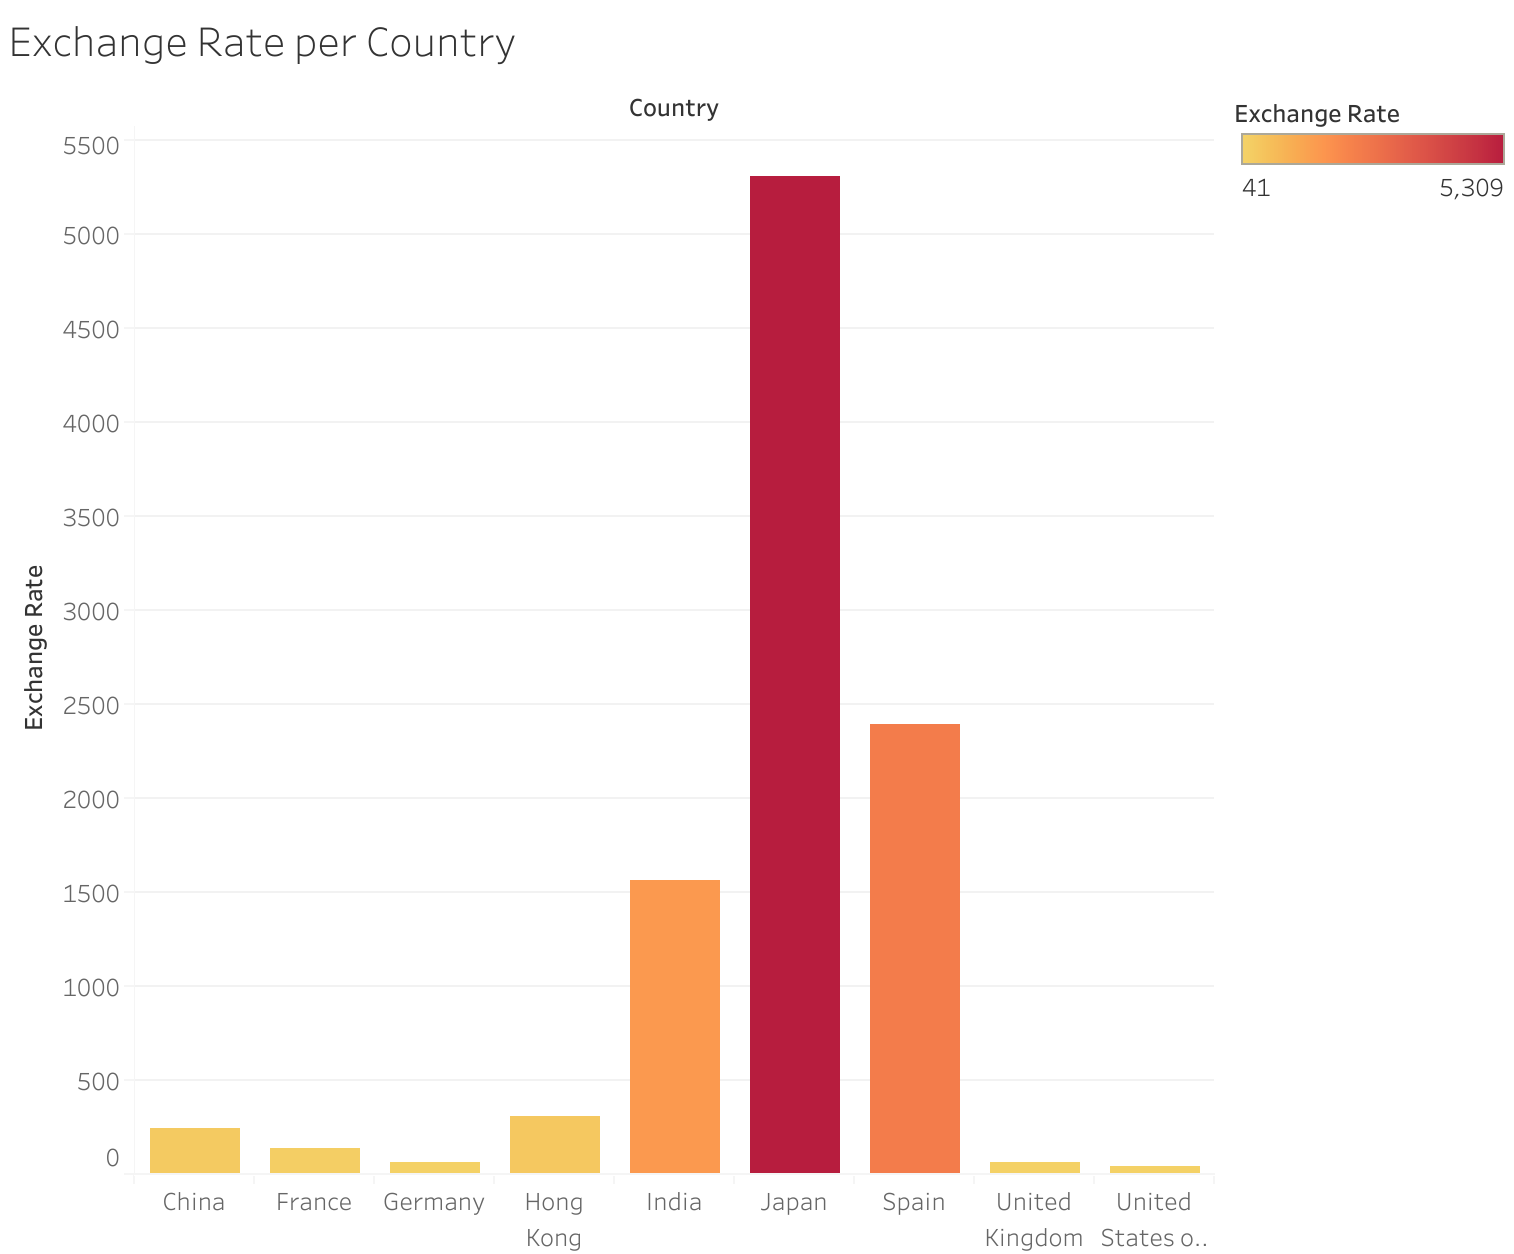 Exchange Rate per Country
Country
Exchange Rate
41 5,309
5500
5000
4500
4000
3500
3000
2500
2000
1500
1000
500
0
Exchange Rate
China France Germany Hong Kong India Japan Spain United Kingdom United States o..